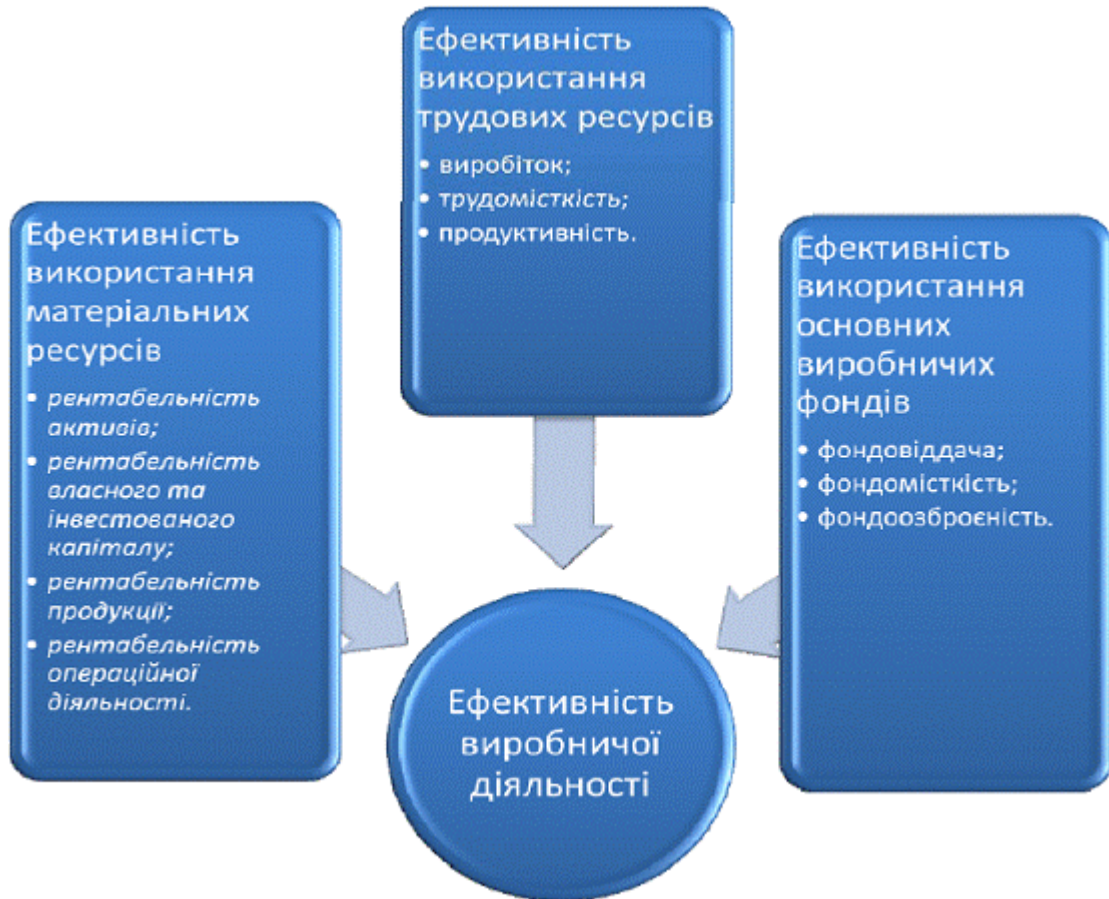 Ефективність
використання
трудових ресурсів
• виробіток;
• трудомісткість;
• продуктивність.
Ефективність
використання
матеріальних
ресурсів
• рентабельність
активів;
• рентабельність
власного та
інвестованого
капіталу;
• рентабельність
продукції;
• рентабельність
операційної
діяльності.
Ефективність
використання
основних
виробничих
фондів
• фондовіддача;
• фондомісткість;
• фондоозброєність.
Ефективність
виробничої
діяльності